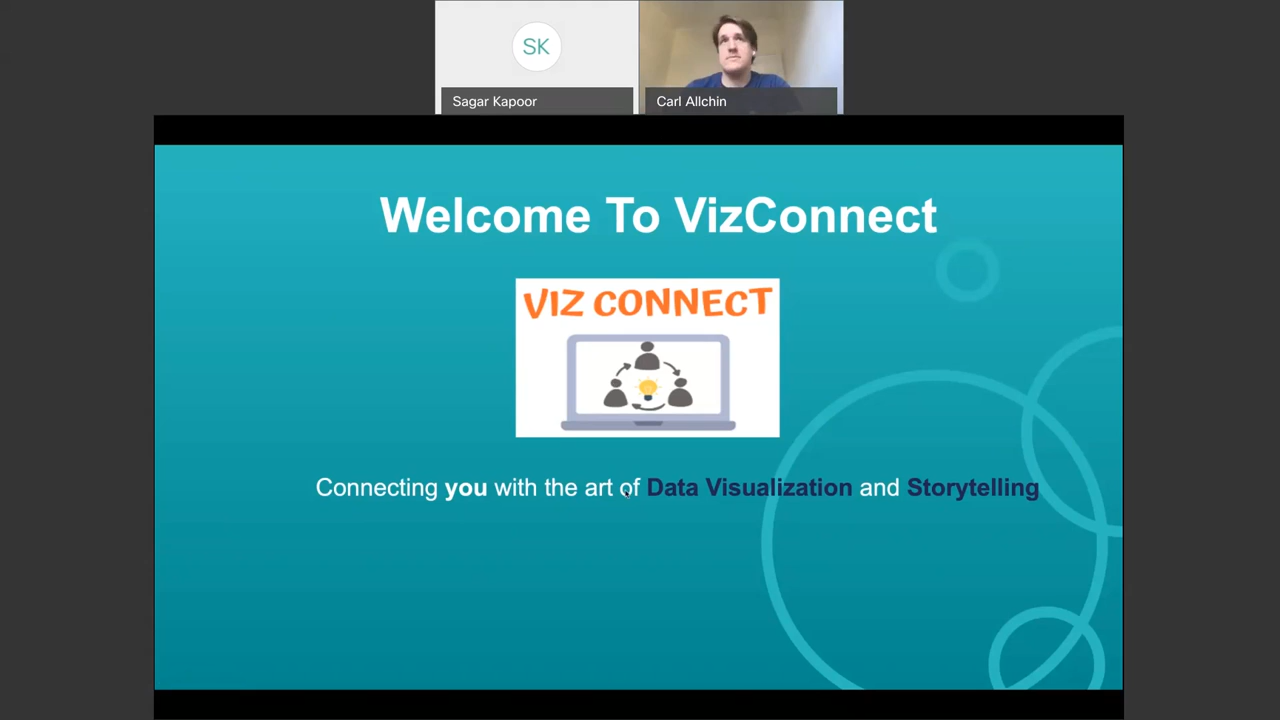 SK
Sagar Kapoor
Carl Allchin
Welcome To VizConnect
VIZ CONNECT
Connecting you with the art of Data Visualization and Storytelling